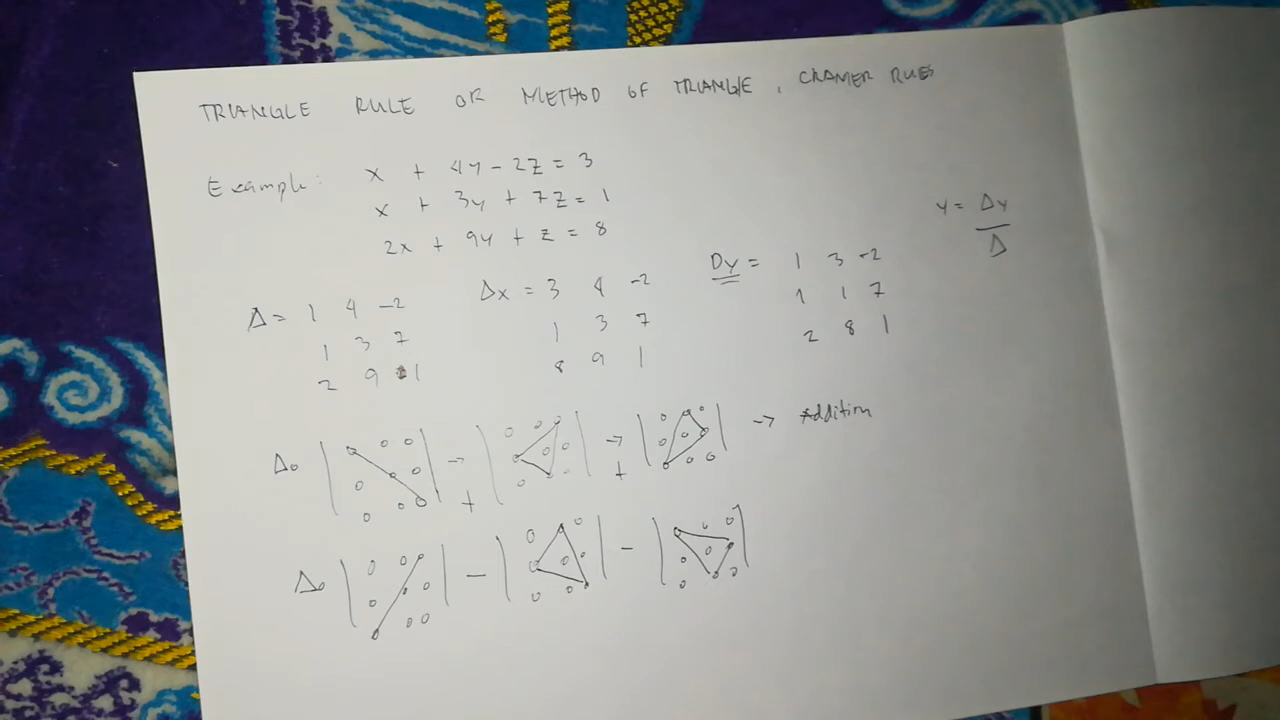 TRIANGLE RULE OR METHOD OF TRIANGLE, CRAMER RULES
Example: x + 4y - 2z = 3
x + 3y + 7z = 1
2x + 9y + z = 8
y = Δy
Δ
Δ = 1 4 -2
1 3 7
2 9 1
Δx = 3 4 -2
1 3 7
8 9 1
Dy = 1 3 -2
1 1 7
2 8 1
Δ₀ | | → + | | → + | | → Addition
Δ₀ | | - | | - | |